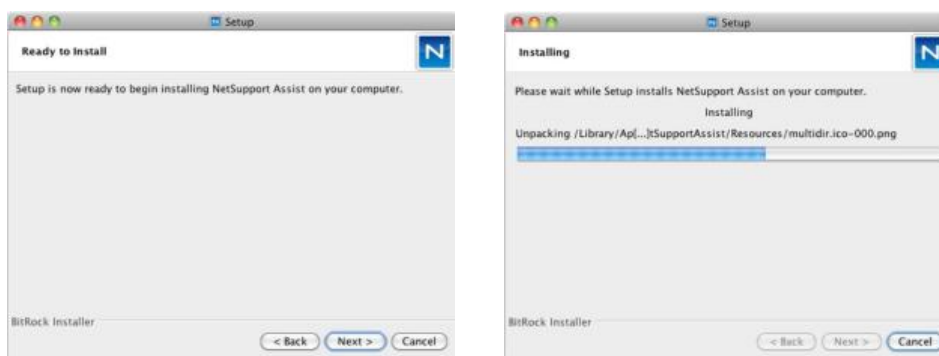 Setup
Ready to Install
N
Setup is now ready to begin installing NetSupport Assist on your computer.
BitRock Installer
< Back
Next >
Cancel
Setup
Installing
N
Please wait while Setup installs NetSupport Assist on your computer.
Installing
Unpacking /Library/Ap[...]tSupportAssist/Resources/multidir.ico-000.png
BitRock Installer
< Back
Next >
Cancel